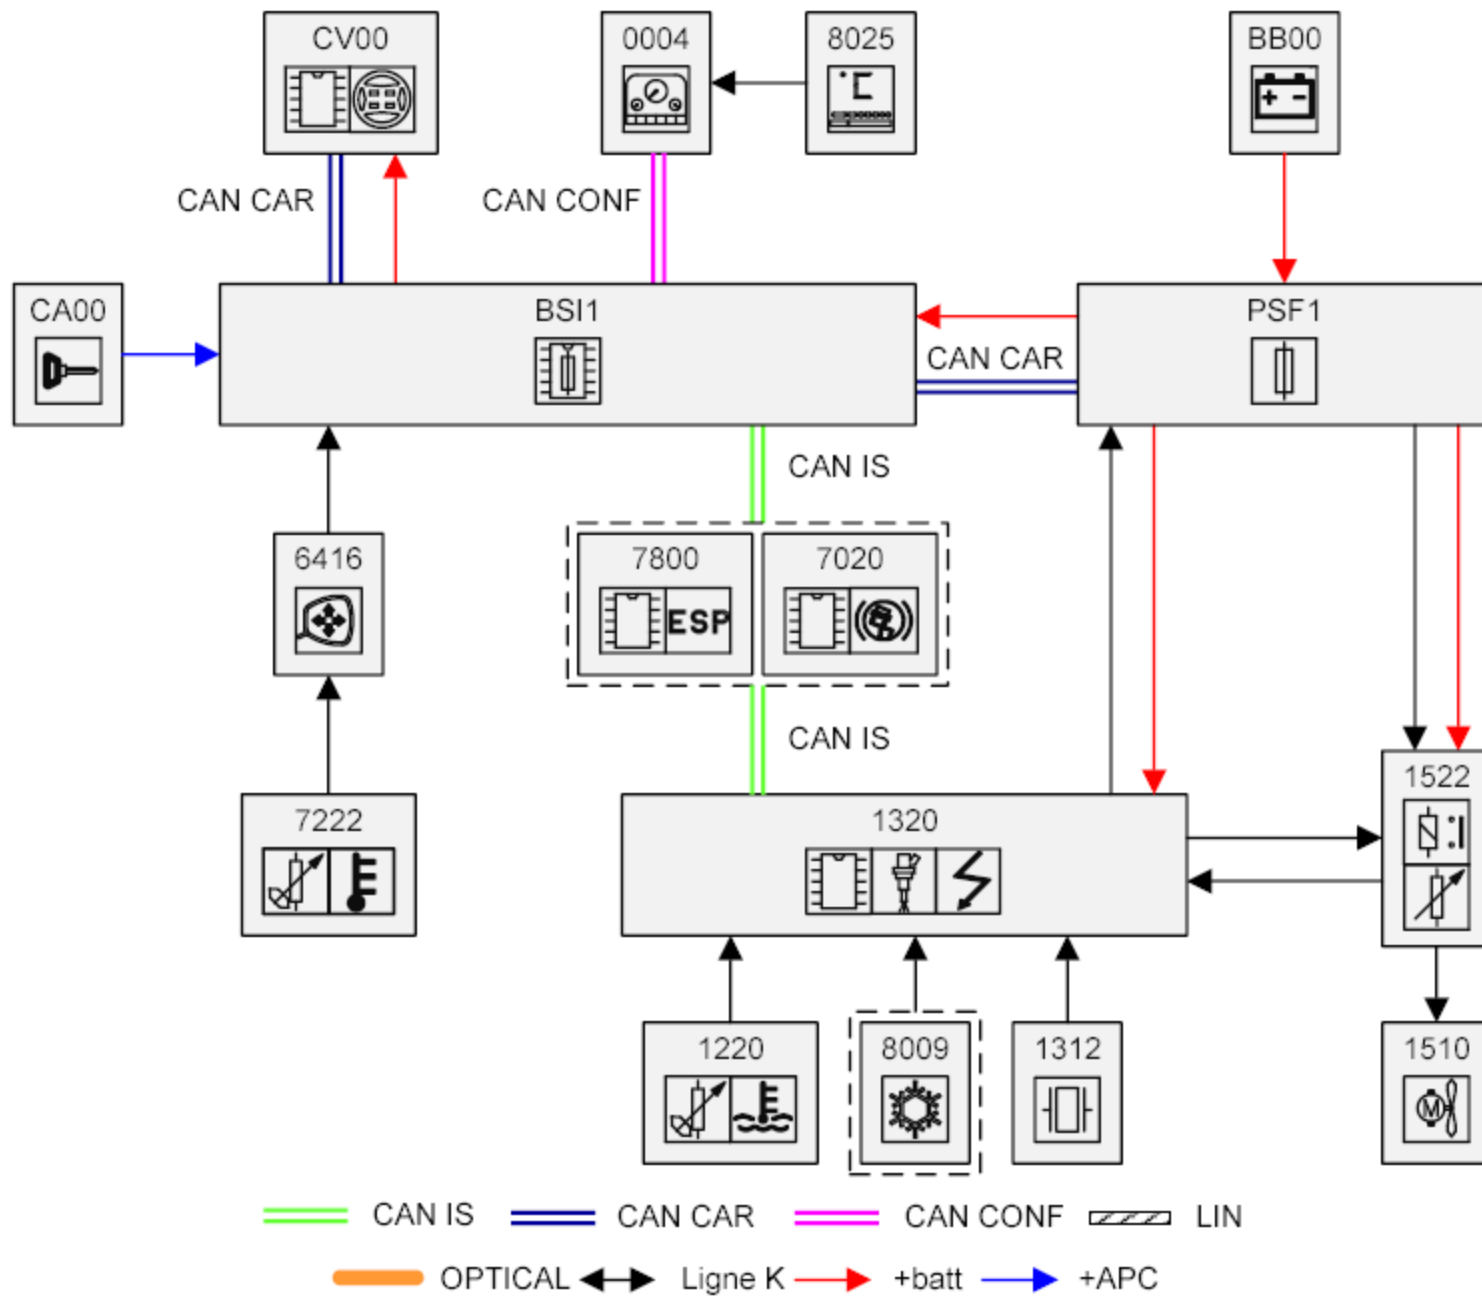 CV00
0004
8025
°C
BB00
CAN CAR
CAN CONF
CA00
BSI1
PSF1
CAN CAR
CAN IS
6416
7800
7020
ESP
CAN IS
1522
7222
1320
1220
8009
1312
1510
M
CAN IS
CAN CAR
CAN CONF
LIN
OPTICAL
Ligne K
+batt
+APC